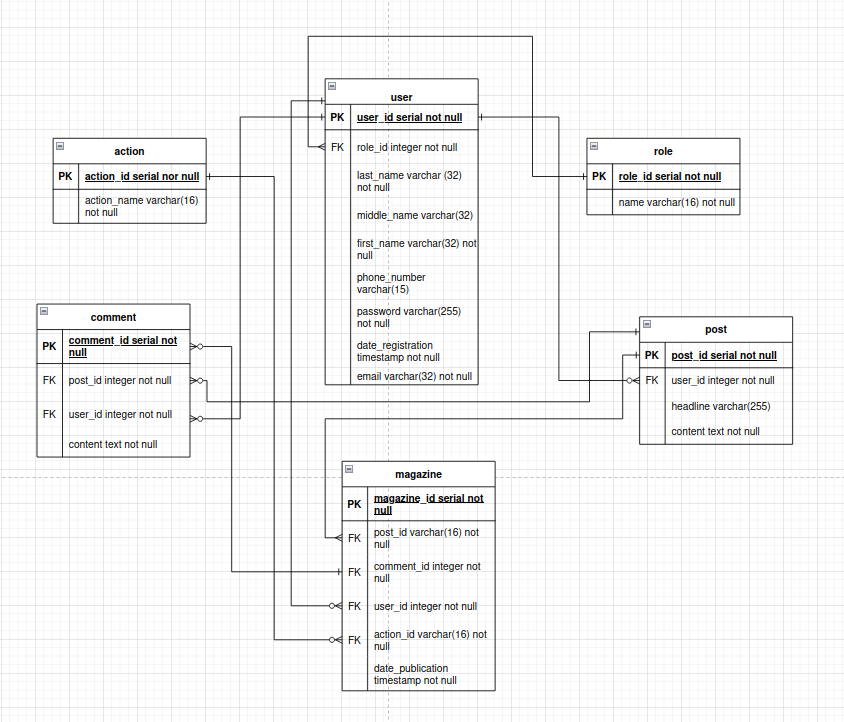 user
PK user_id serial not null
FK role_id integer not null
last_name varchar (32)
not null
middle_name varchar(32)
first_name varchar(32) not
null
phone_number
varchar(15)
password varchar(255)
not null
date_registration
timestamp not null
email varchar(32) not null
action
PK action_id serial nor null
action_name varchar(16)
not null
role
PK role_id serial not null
name varchar(16) not null
comment
PK comment_id serial not
null
FK post_id integer not null
FK user_id integer not null
content text not null
post
PK post_id serial not null
FK user_id integer not null
headline varchar(255)
content text not null
magazine
PK magazine_id serial not
null
FK post_id varchar(16) not
null
FK comment_id integer not
null
FK user_id integer not null
FK action_id varchar(16) not
null
date_publication
timestamp not null